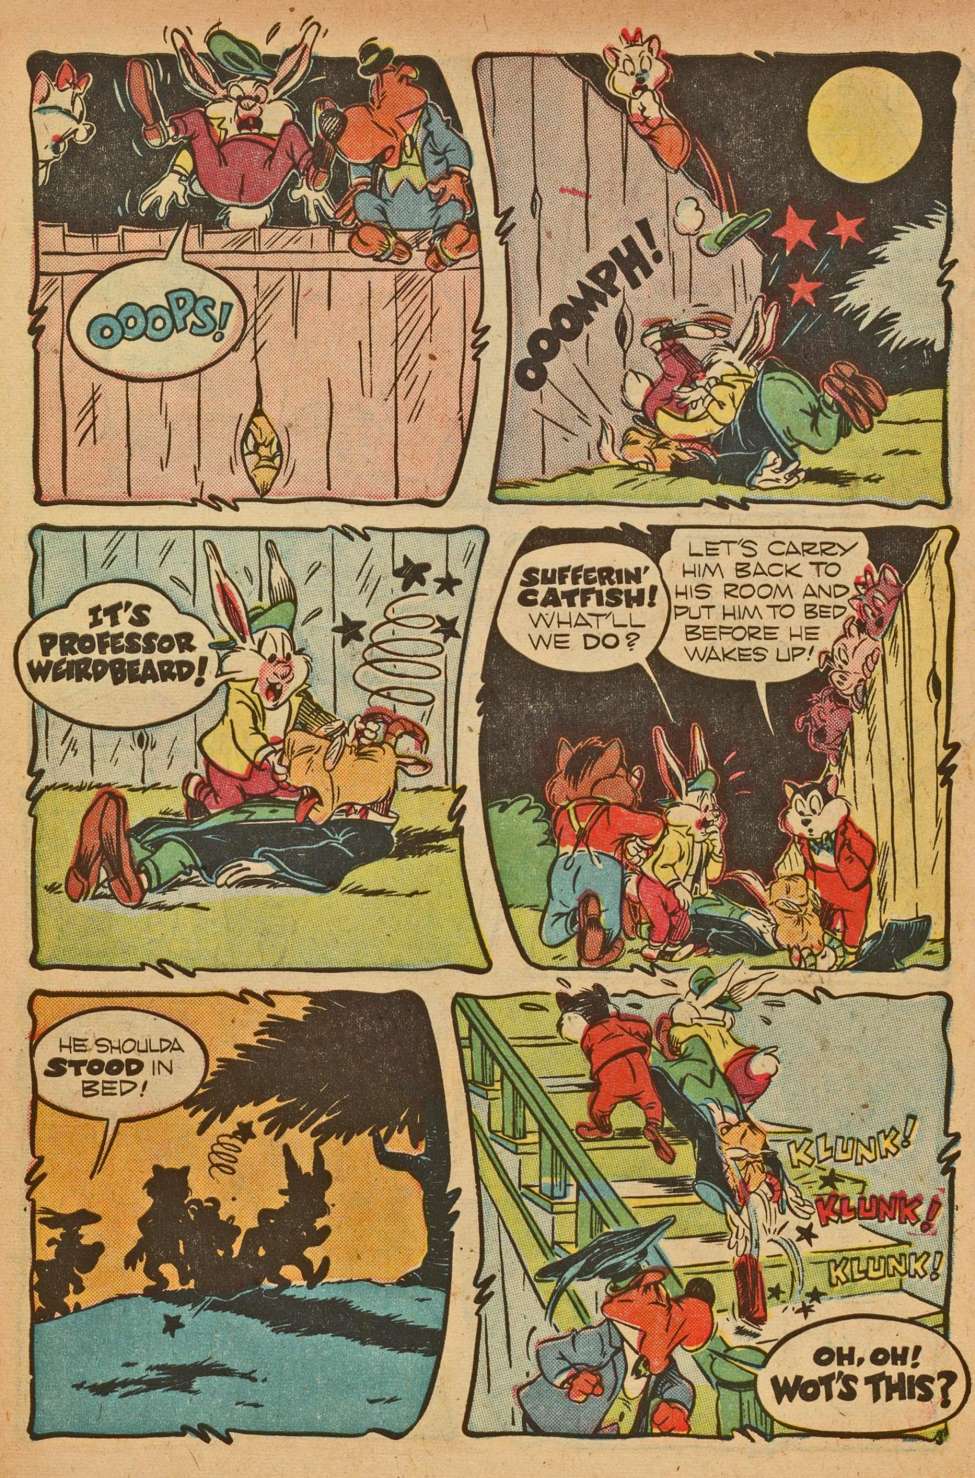 OOOPS!
OOOMPH!
IT'S
PROFESSOR
WEIRDBEARD!
SUFFERIN'
CATFISH!
WHAT'LL
WE DO?
LET'S CARRY
HIM BACK TO
HIS ROOM AND
PUT HIM TO BED
BEFORE HE
WAKES UP!
HE SHOULDA
STOOD IN
BED!
KLUNK!
KLUNK!
KLUNK!
OH, OH!
WOT'S THIS?